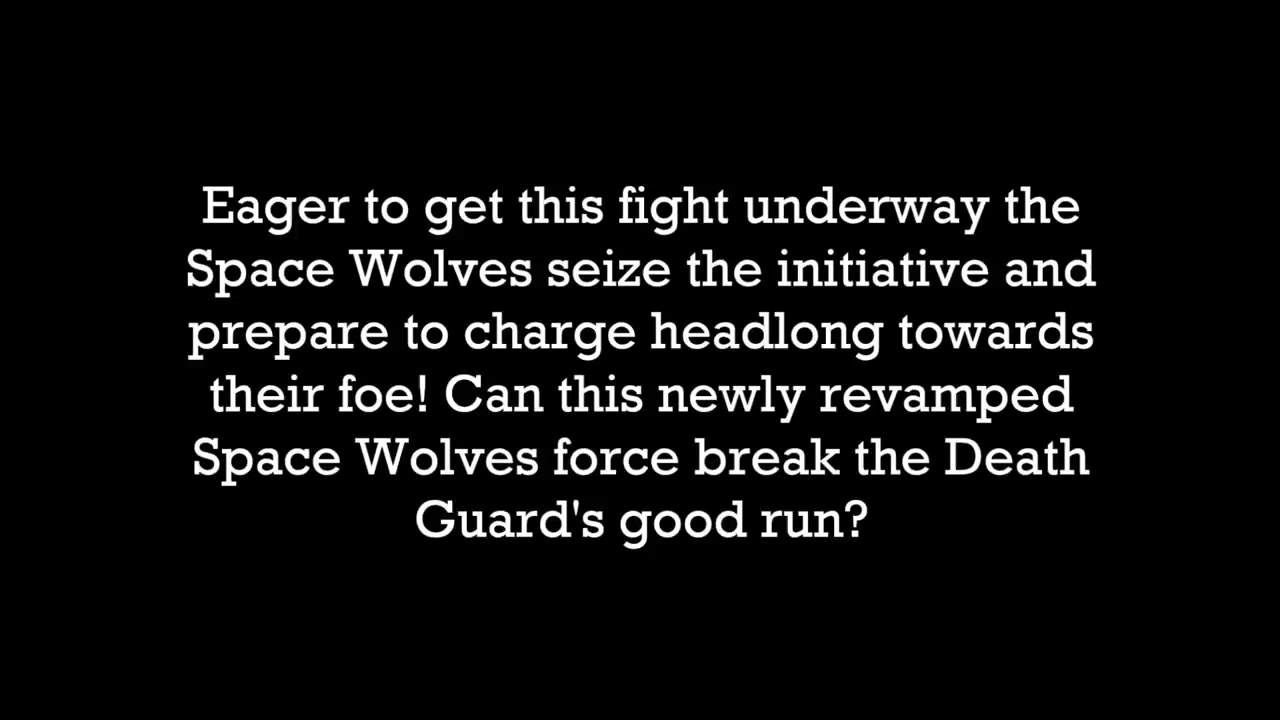 Eager to get this fight underway the
Space Wolves seize the initiative and
prepare to charge headlong towards
their foe! Can this newly revamped
Space Wolves force break the Death
Guard's good run?